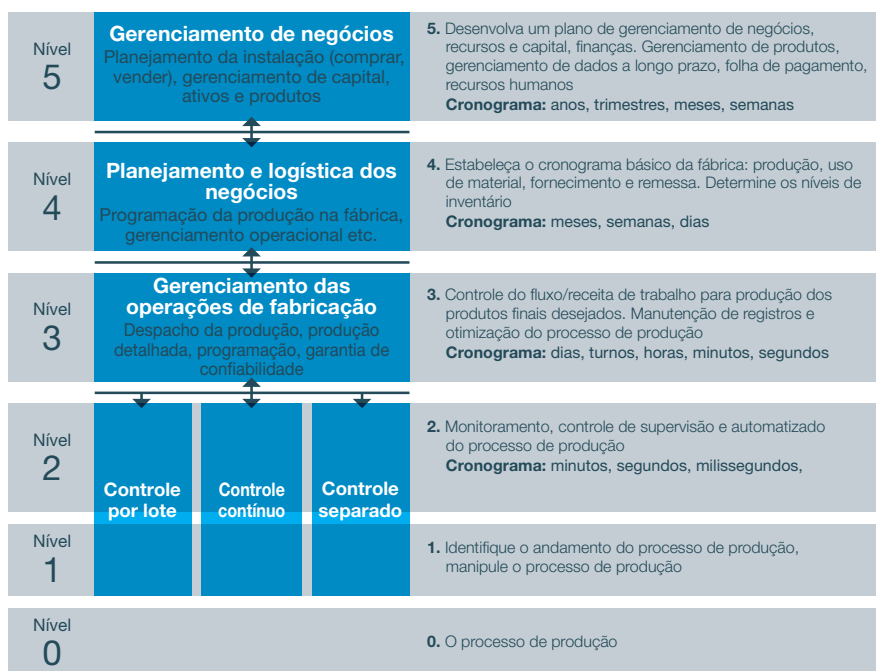 Nível
5
Gerenciamento de negócios
Planejamento da instalação (comprar,
vender), gerenciamento de capital,
ativos e produtos
5. Desenvolva um plano de gerenciamento de negócios,
recursos e capital, finanças. Gerenciamento de produtos,
gerenciamento de dados a longo prazo, folha de pagamento,
recursos humanos
Cronograma: anos, trimestres, meses, semanas
Nível
4
Planejamento e logística dos
negócios
Programação da produção na fábrica,
gerenciamento operacional etc.
4. Estabeleça o cronograma básico da fábrica: produção, uso
de material, fornecimento e remessa. Determine os níveis de
inventário
Cronograma: meses, semanas, dias
Nível
3
Gerenciamento das
operações de fabricação
Despacho da produção, produção
detalhada, programação, garantia de
confiabilidade
3. Controle do fluxo/receita de trabalho para produção dos
produtos finais desejados. Manutenção de registros e
otimização do processo de produção
Cronograma: dias, turnos, horas, minutos, segundos
Nível
2
Controle
por lote
Controle
contínuo
Controle
separado
2. Monitoramento, controle de supervisão e automatizado
do processo de produção
Cronograma: minutos, segundos, milissegundos,
Nível
1
1. Identifique o andamento do processo de produção,
manipule o processo de produção
Nível
0
0. O processo de produção